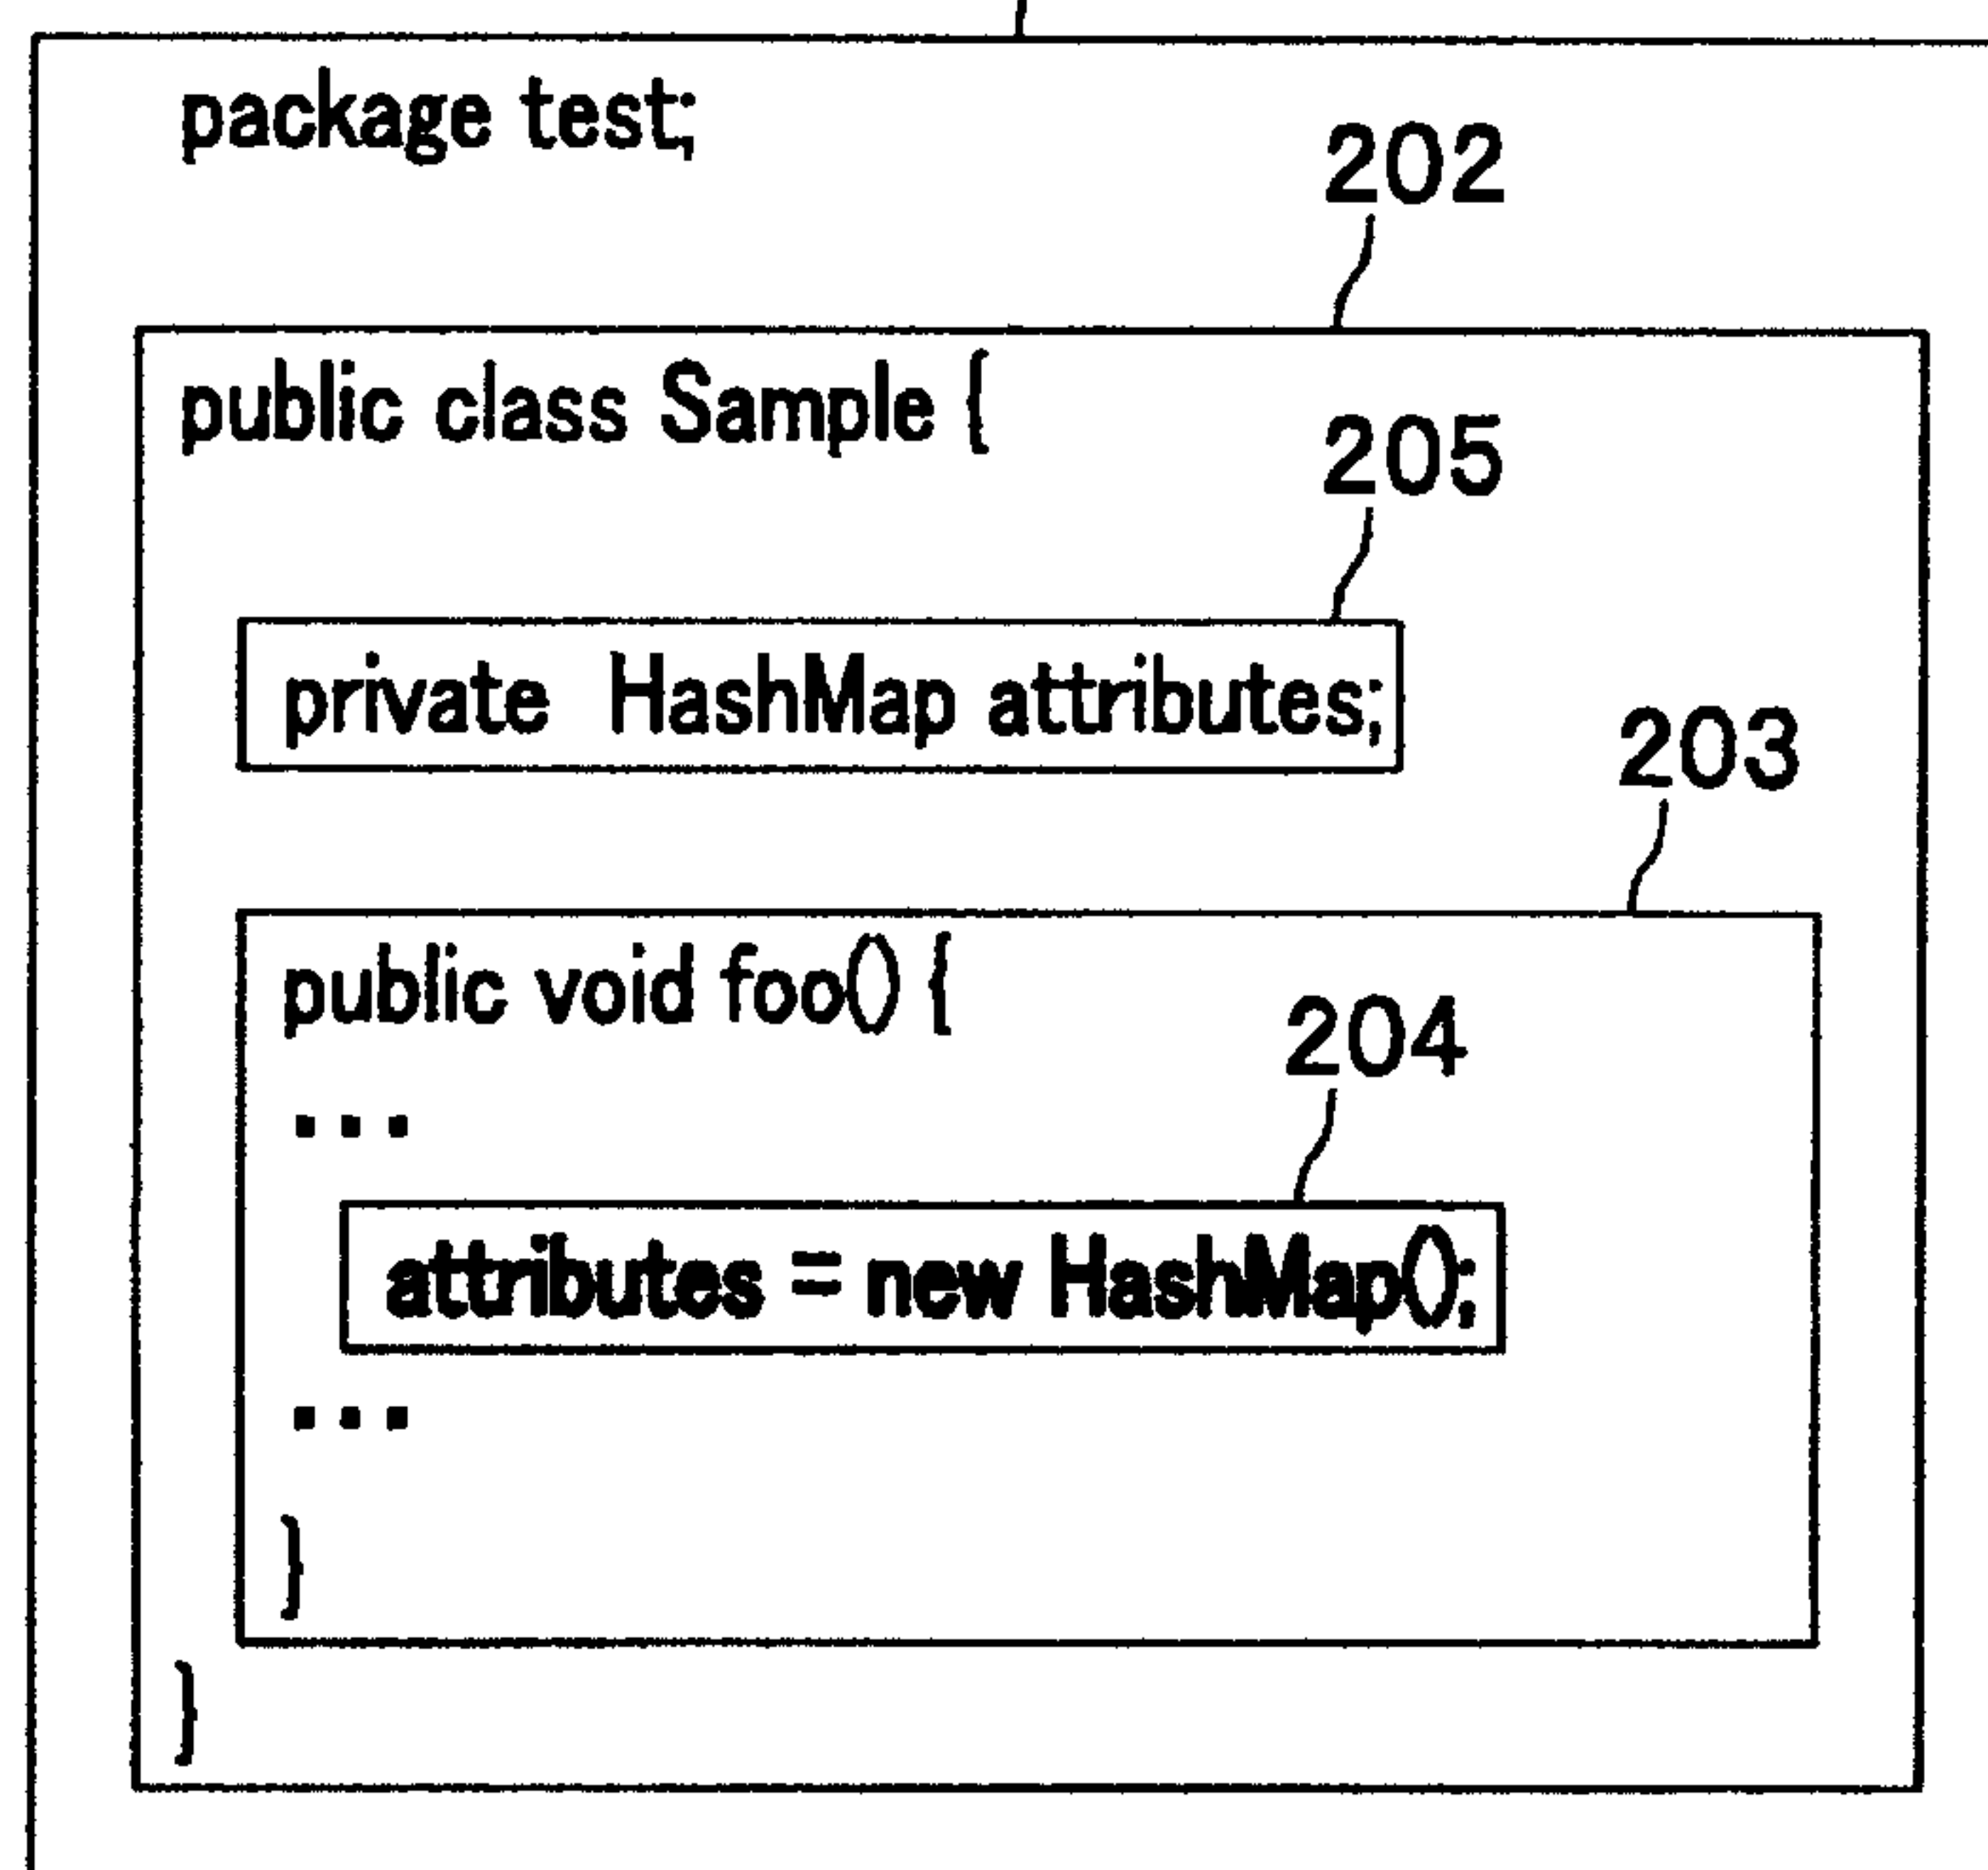 package test;
202
public class Sample {
205
private HashMap attributes;
203
public void foo() {
204
...
attributes = new HashMap();
...
}
}